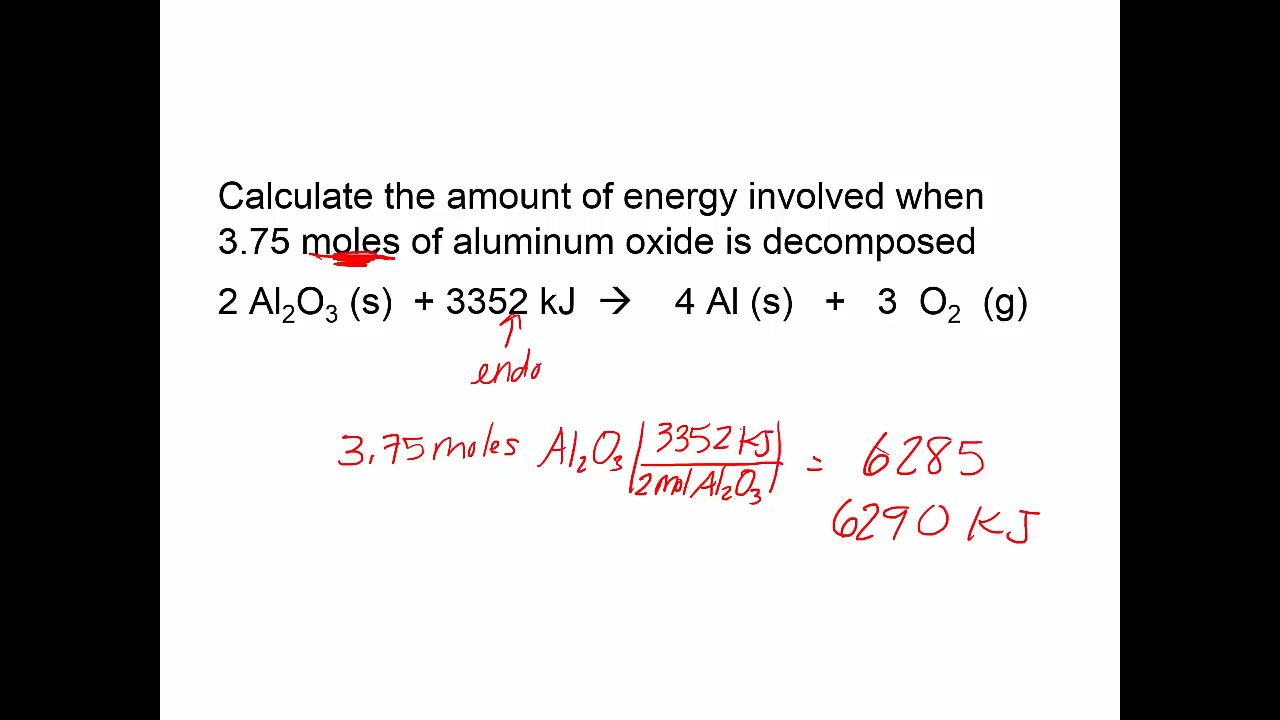 Calculate the amount of energy involved when
3.75 moles of aluminum oxide is decomposed
2 Al₂O₃ (s) + 3352 kJ → 4 Al (s) + 3 O₂ (g)
↑
endo
3.75 moles Al₂O₃ | 3352 KJ | = 6285
2 mol Al₂O₃
6290 KJ